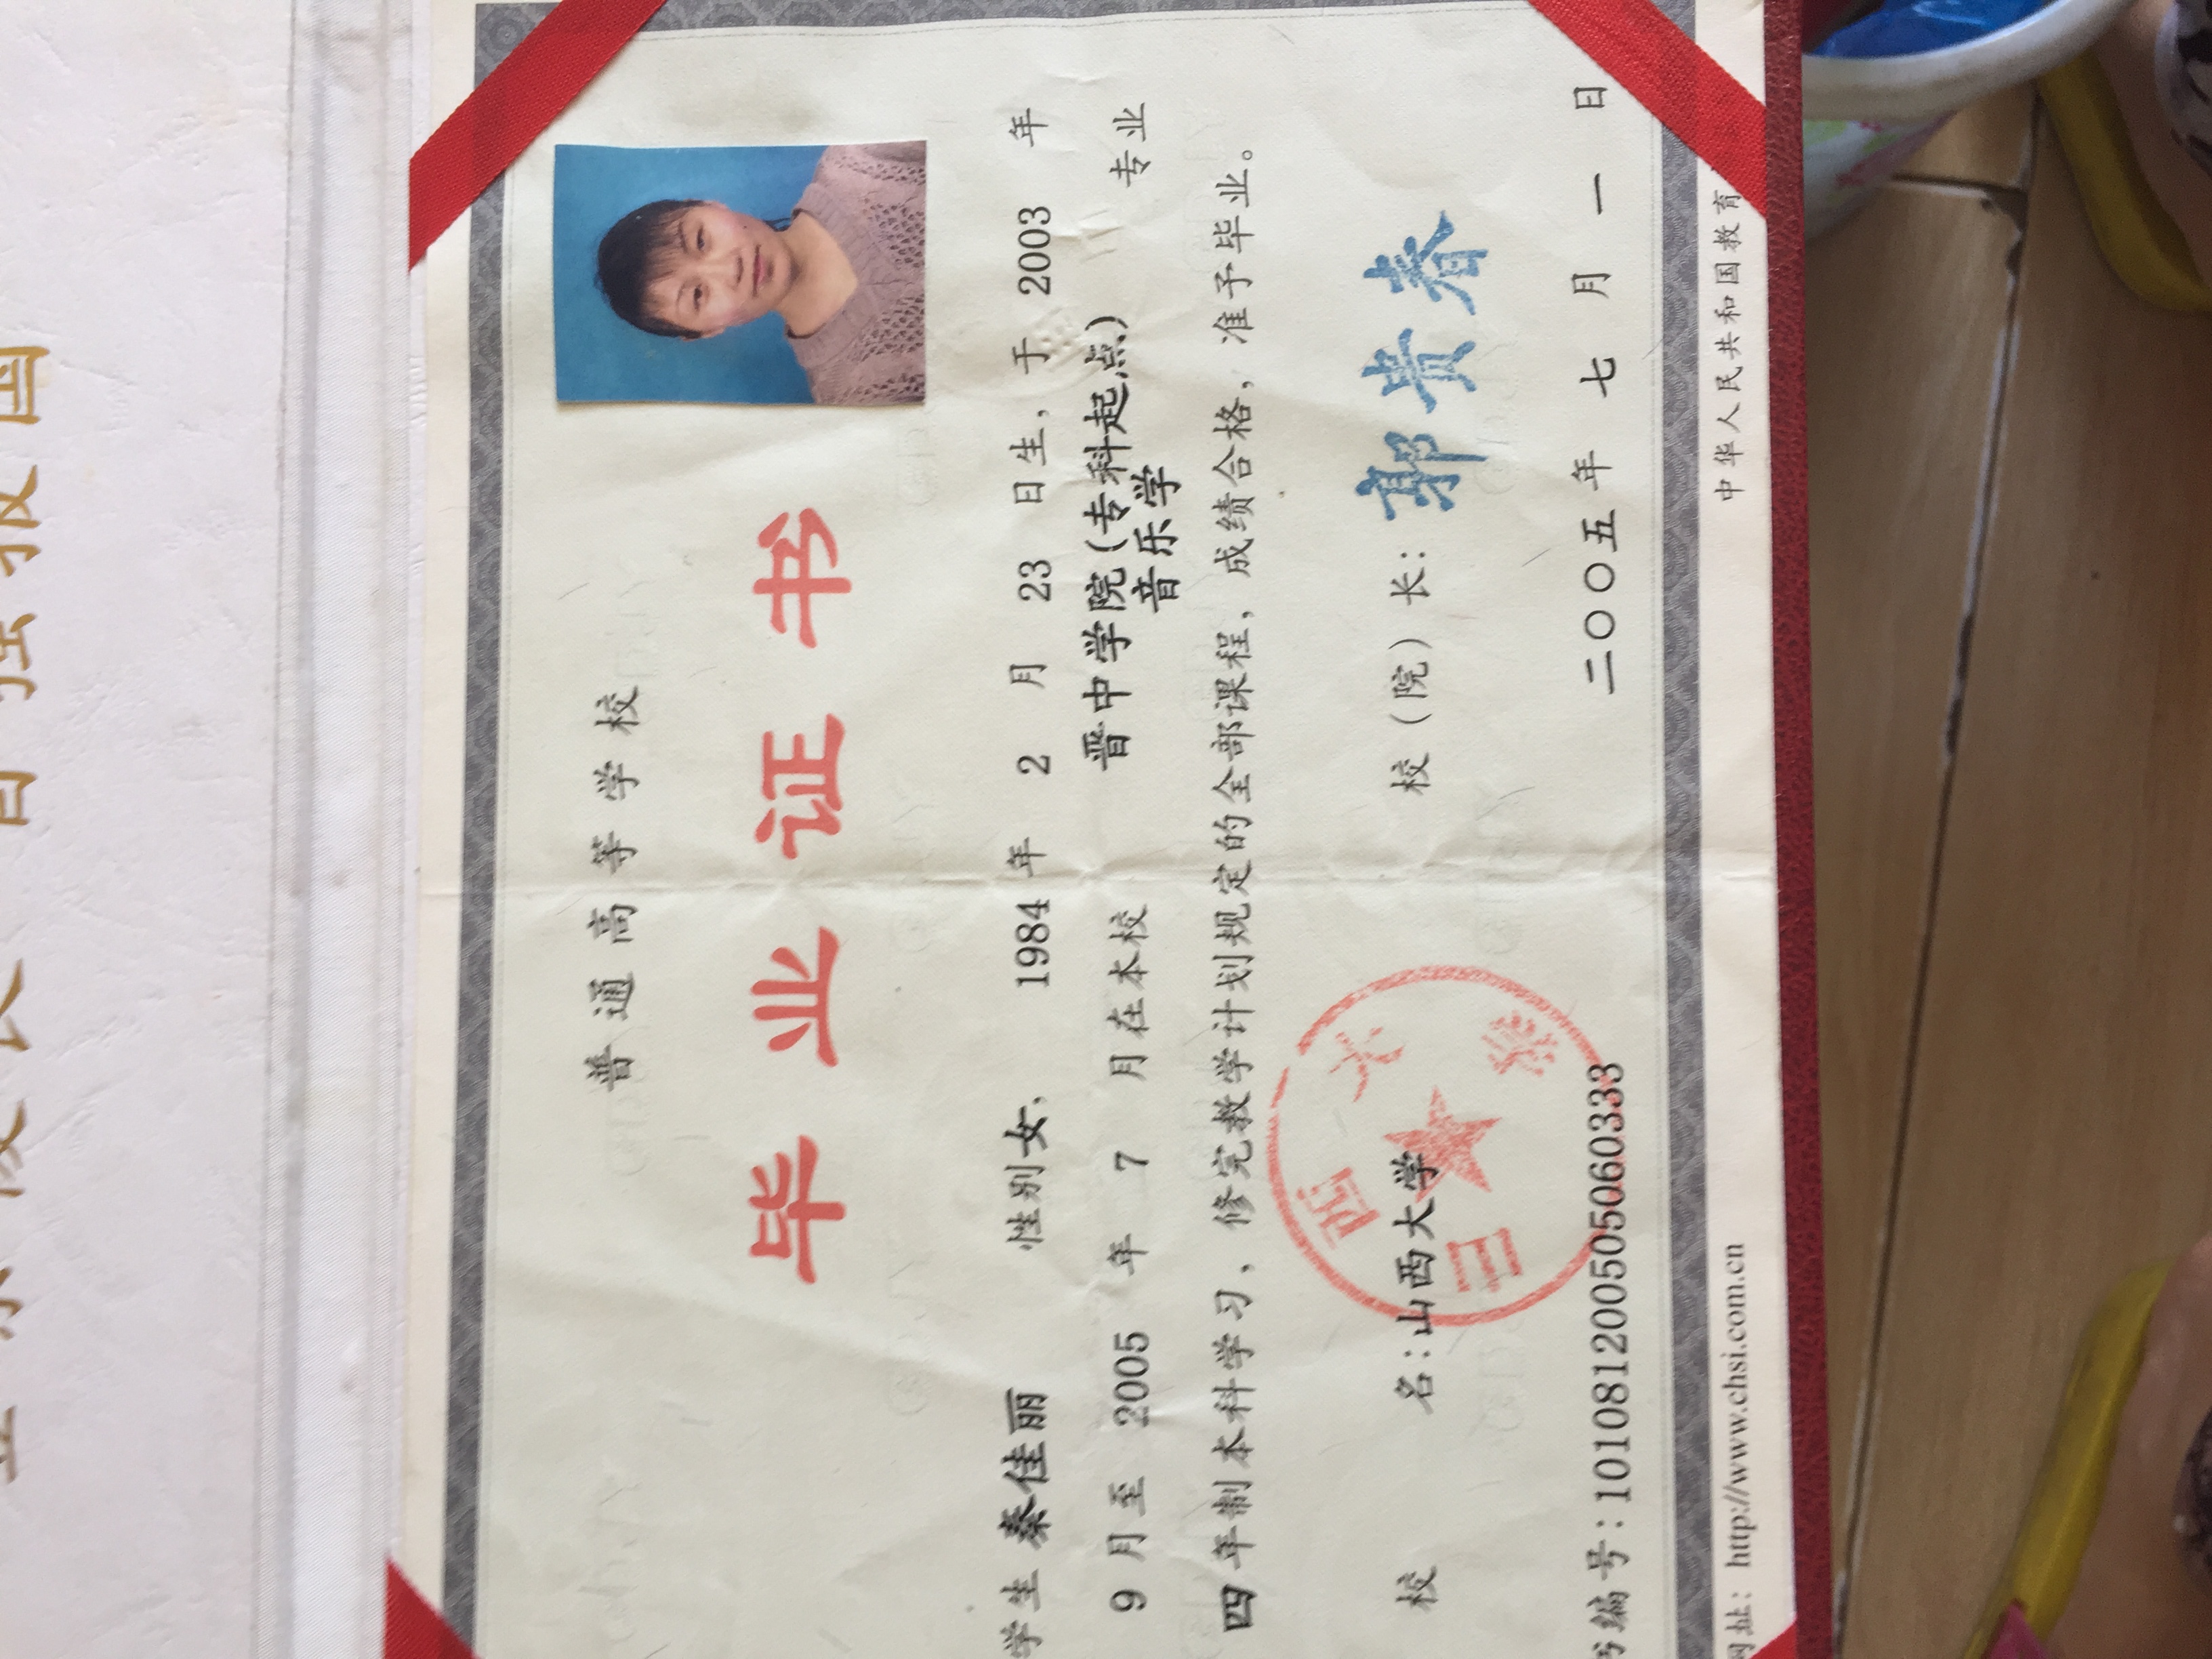 自强报国
普通高等学校
毕业证书
学生 秦佳丽 性别女， 1984 年 2 月 23 日生，于 2003 年
9 月至 2005 年 7 月在本校 晋中学院(专科起点) 专业
音乐学
四年制本科学习，修完教学计划规定的全部课程，成绩合格，准予毕业。
山西大学
校 名：山西大学 校（院）长：郭贵春
书编号：101081200505060333 二〇〇五年 七 月 一 日
网址：http://www.chsi.com.cn 中华人民共和国教育